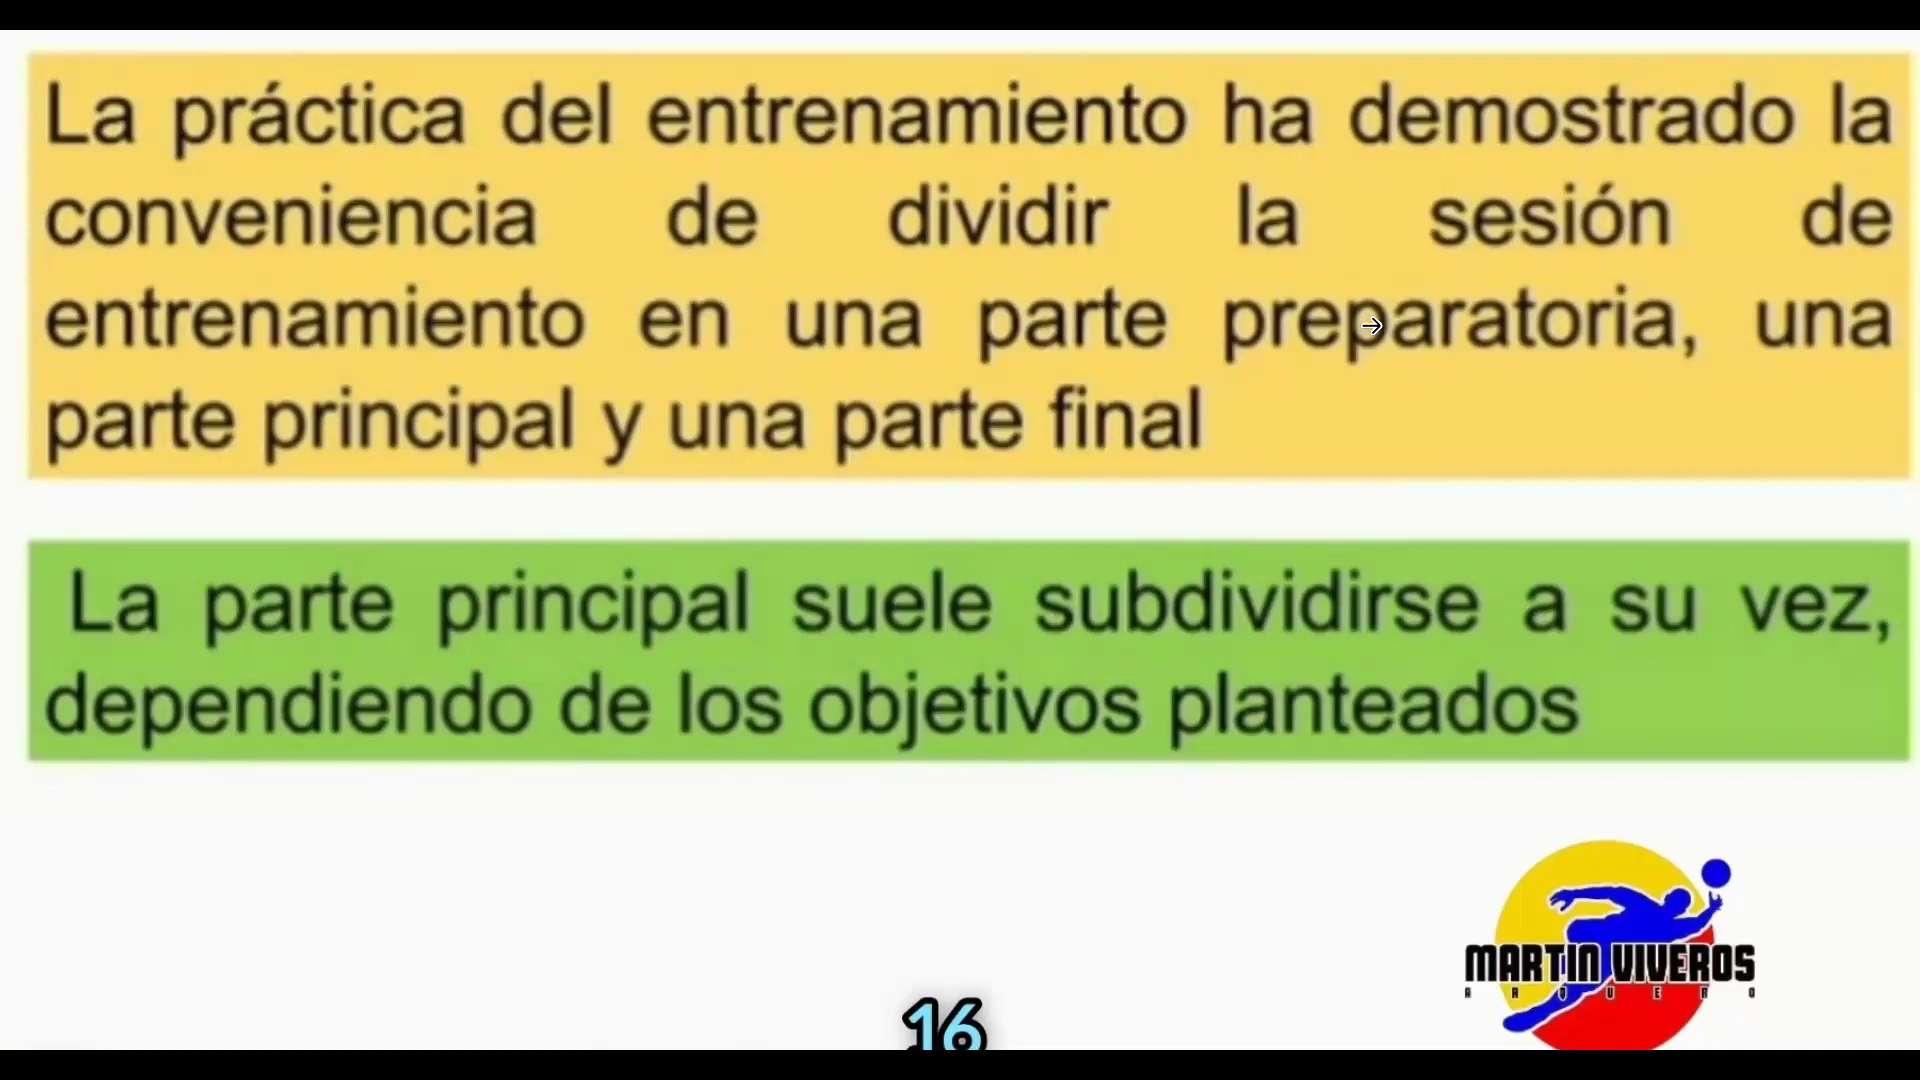 La práctica del entrenamiento ha demostrado la
conveniencia de dividir la sesión de
entrenamiento en una parte preparatoria, una
parte principal y una parte final
La parte principal suele subdividirse a su vez,
dependiendo de los objetivos planteados
MARTIN VIVEROS
ARQUERO
16